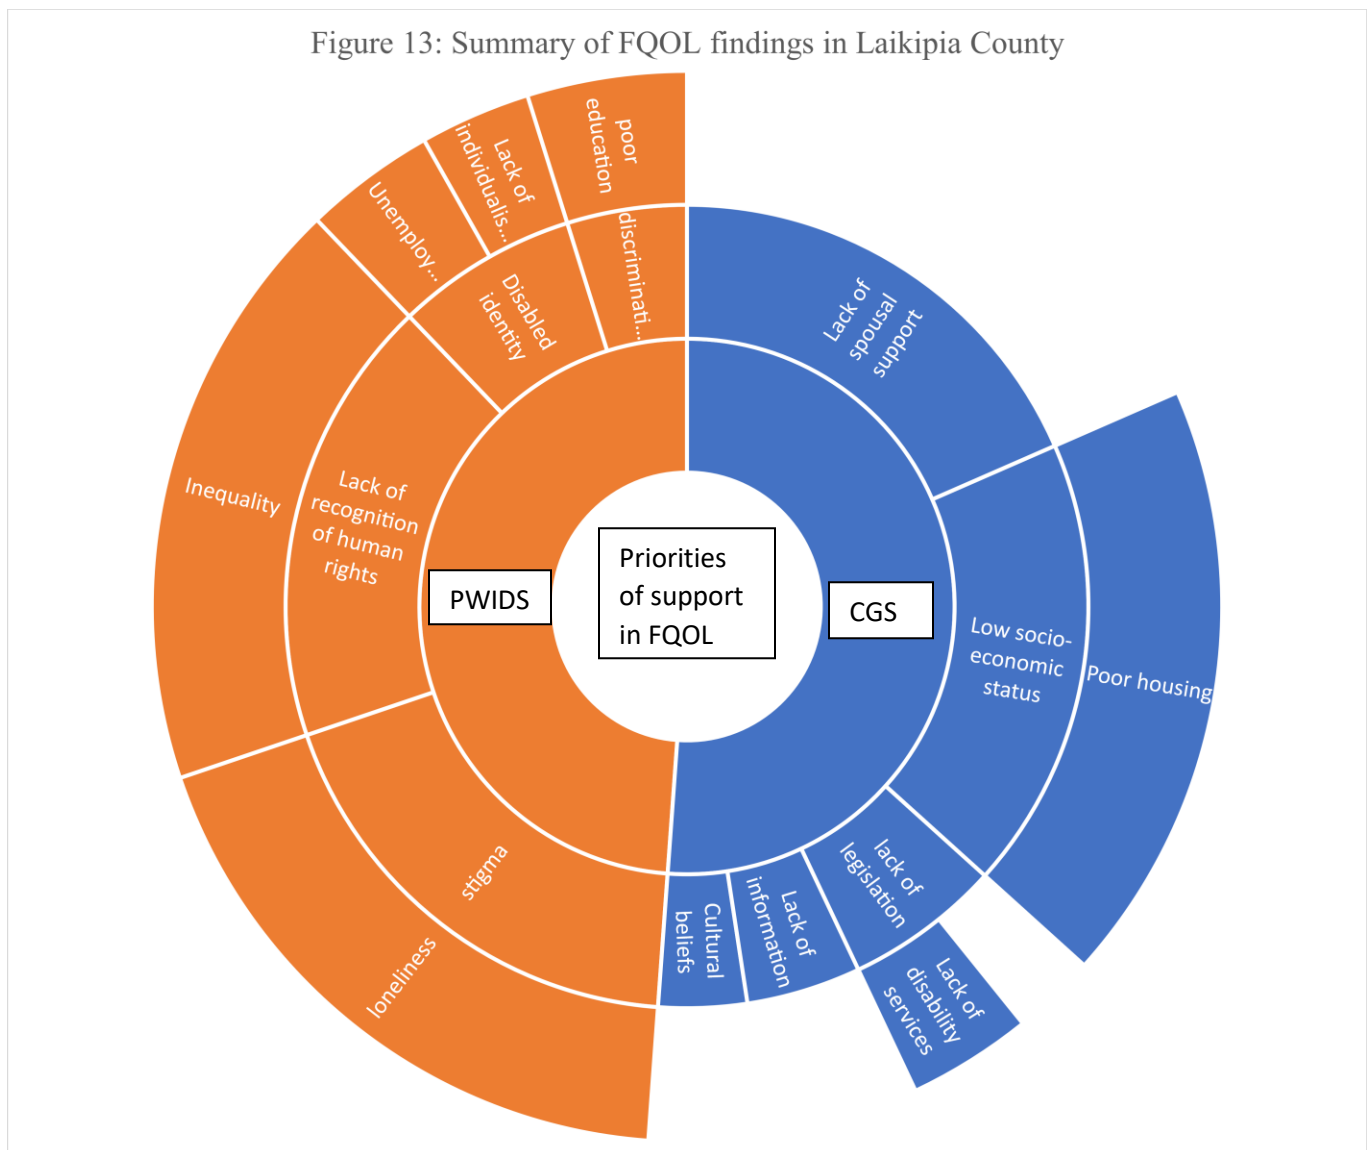 Figure 13: Summary of FQOL findings in Laikipia County
poor
education
Lack of
individualis...
Unemploy...
discriminati...
Disabled
identity
Inequality
Lack of
recognition
of human
rights
PWIDS
stigma
loneliness
Priorities
of support
in FQOL
CGS
Lack of
spousal
support
Low socio-
economic
status
Poor housing
lack of
legislation
Lack of
disability
services
Lack of
information
Cultural
beliefs